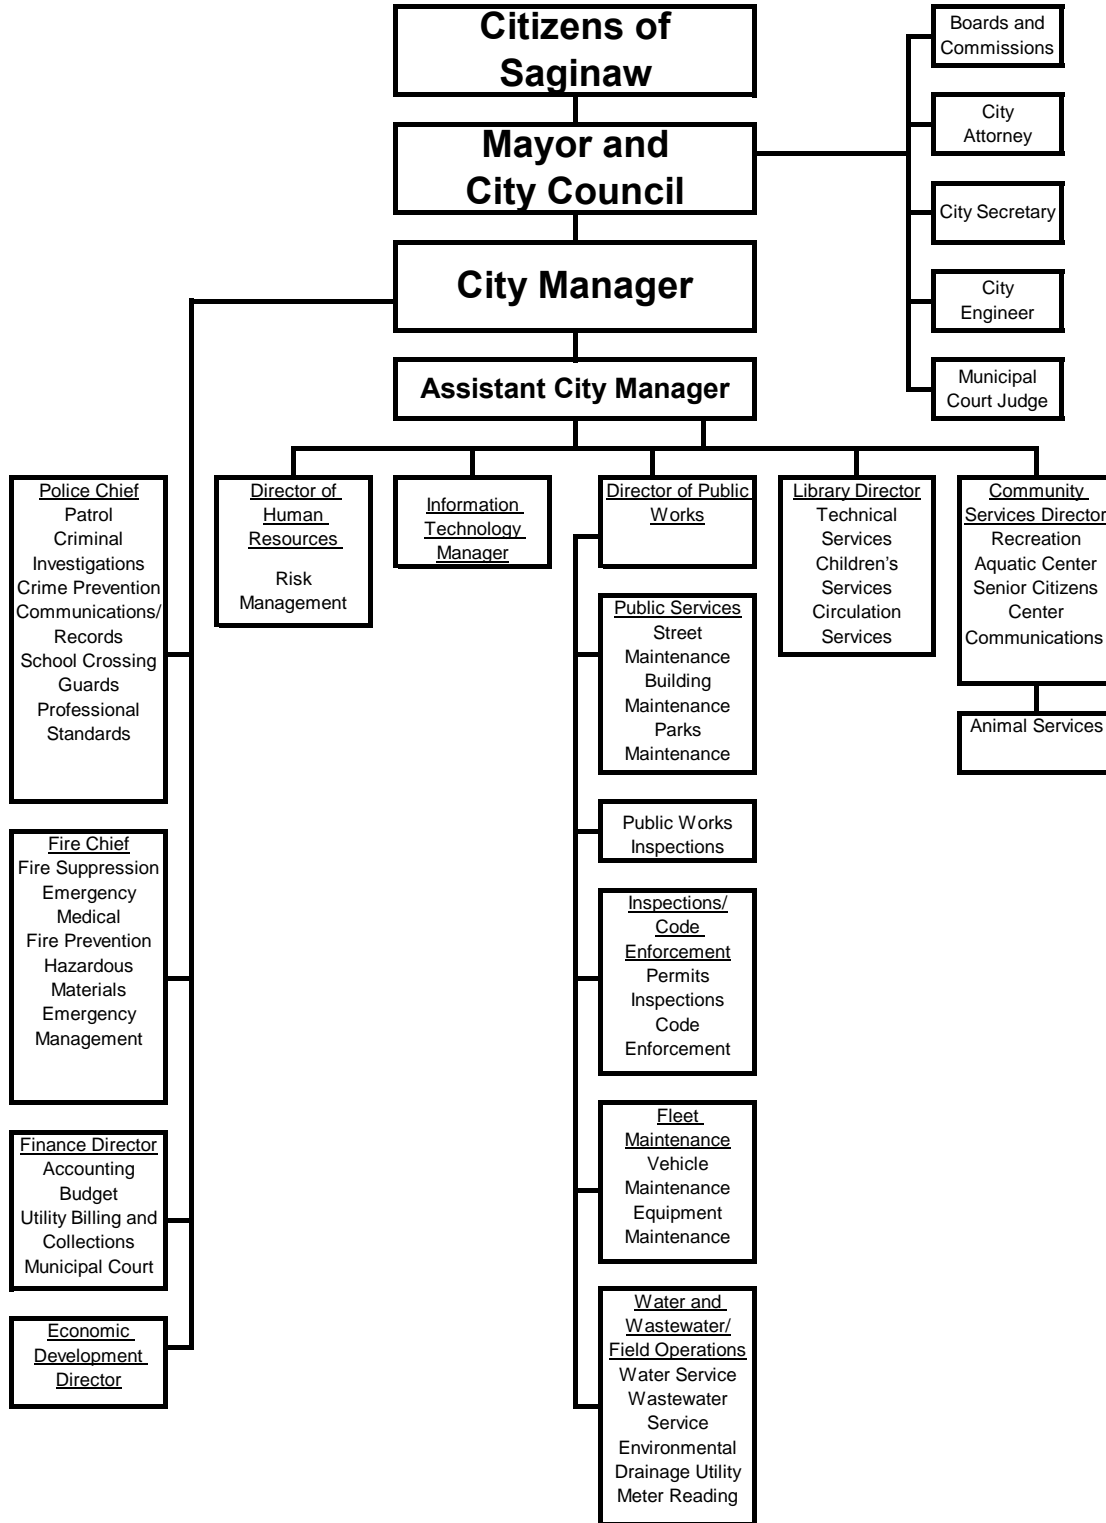 Citizens of
Saginaw
Mayor and
City Council
City Manager
Assistant City Manager
Boards and
Commissions
City
Attorney
City Secretary
City
Engineer
Municipal
Court Judge
Police Chief
Patrol
Criminal
Investigations
Crime Prevention
Communications/
Records
School Crossing
Guards
Professional
Standards
Fire Chief
Fire Suppression
Emergency
Medical
Fire Prevention
Hazardous
Materials
Emergency
Management
Finance Director
Accounting
Budget
Utility Billing and
Collections
Municipal Court
Economic
Development
Director
Director of
Human
Resources
Risk
Management
Information
Technology
Manager
Director of Public
Works
Public Services
Street
Maintenance
Building
Maintenance
Parks
Maintenance
Public Works
Inspections
Inspections/
Code
Enforcement
Permits
Inspections
Code
Enforcement
Fleet
Maintenance
Vehicle
Maintenance
Equipment
Maintenance
Water and
Wastewater/
Field Operations
Water Service
Wastewater
Service
Environmental
Drainage Utility
Meter Reading
Library Director
Technical
Services
Children's
Services
Circulation
Services
Community
Services Director
Recreation
Aquatic Center
Senior Citizens
Center
Communications
Animal Services